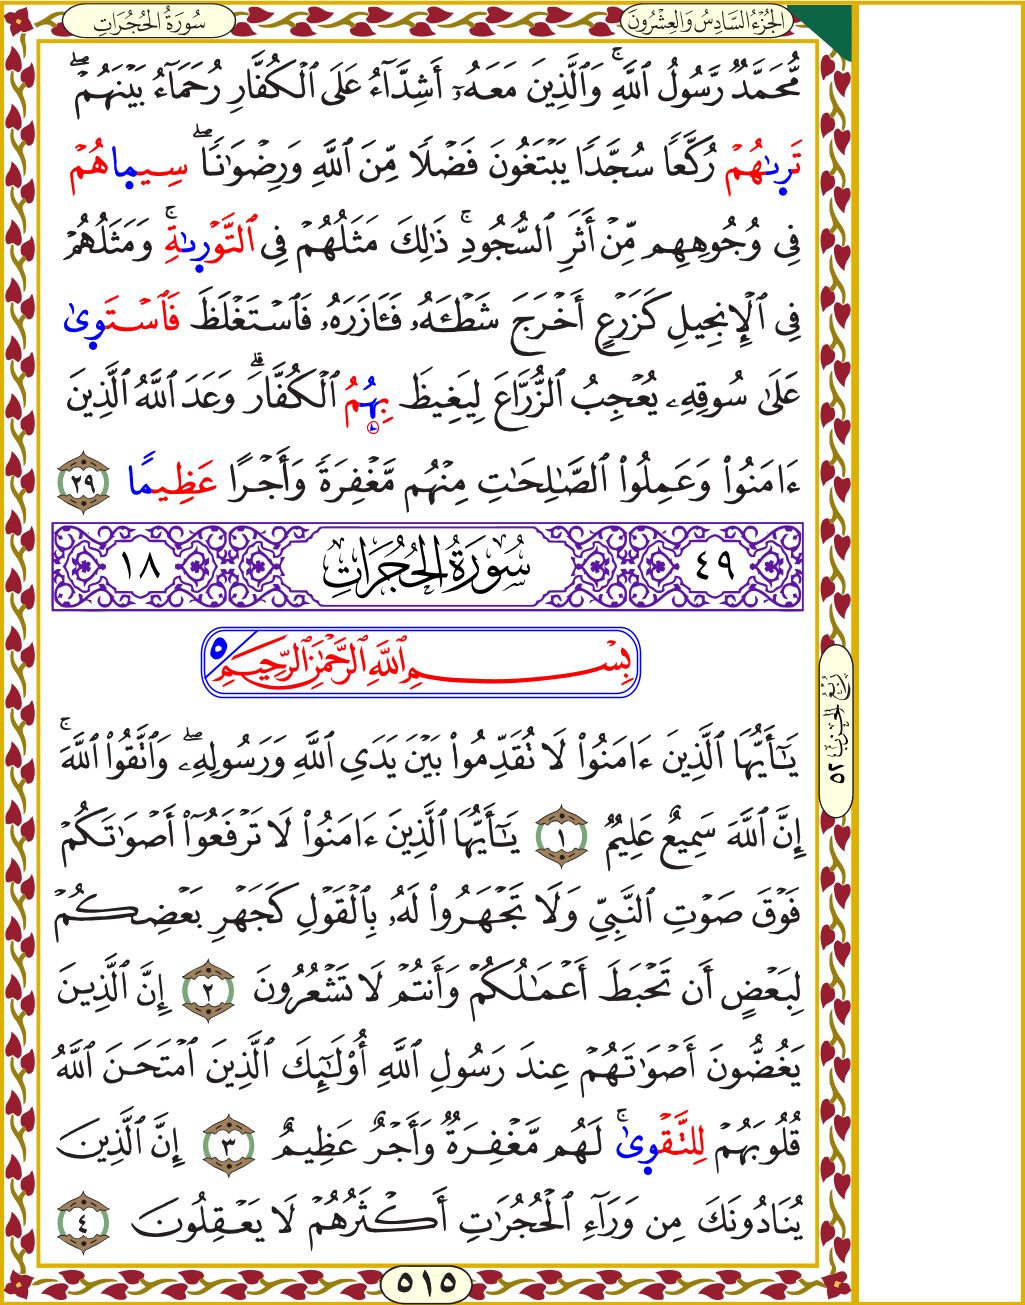 الجُزْءُ السَّادِسُ وَالعِشْرُونَ
سُورَةُ الحُجُرَاتِ
مُّحَمَّدٌ رَّسُولُ ٱللَّهِۚ وَٱلَّذِينَ مَعَهُۥٓ أَشِدَّآءُ عَلَى ٱلْكُفَّارِ رُحَمَآءُ بَيْنَهُمْۖ
تَرِىٰهُمْ رُكَّعًا سُجَّدًا يَبْتَغُونَ فَضْلًا مِّنَ ٱللَّهِ وَرِضْوَٰنًاۖ سِيمَاهُمْ
فِى وُجُوهِهِم مِّنْ أَثَرِ ٱلسُّجُودِۚ ذَٰلِكَ مَثَلُهُمْ فِى ٱلتَّوْرِىٰةِۚ وَمَثَلُهُمْ
فِى ٱلْإِنجِيلِ كَزَرْعٍ أَخْرَجَ شَطْـَٔهُۥ فَـَٔازَرَهُۥ فَٱسْتَغْلَظَ فَٱسْتَوِىٰ
عَلَىٰ سُوقِهِۦ يُعْجِبُ ٱلزُّرَّاعَ لِيَغِيظَ بِهُِمُ ٱلْكُفَّارَۗ وَعَدَ ٱللَّهُ ٱلَّذِينَ
ءَامَنُوا۟ وَعَمِلُوا۟ ٱلصَّـٰلِحَـٰتِ مِنْهُم مَّغْفِرَةً وَأَجْرًا عَظِيمًا ٢٩
٤٩ سُورَةُ الحُجُرَاتِ ١٨
بِسْمِ ٱللَّهِ ٱلرَّحْمَٰنِ ٱلرَّحِيمِ ٥
يَـٰٓأَيُّهَا ٱلَّذِينَ ءَامَنُوا۟ لَا تُقَدِّمُوا۟ بَيْنَ يَدَىِ ٱللَّهِ وَرَسُولِهِۦۖ وَٱتَّقُوا۟ ٱللَّهَۚ
إِنَّ ٱللَّهَ سَمِيعٌ عَلِيمٌ ١ يَـٰٓأَيُّهَا ٱلَّذِينَ ءَامَنُوا۟ لَا تَرْفَعُوٓا۟ أَصْوَٰتَكُمْ
فَوْقَ صَوْتِ ٱلنَّبِىِّ وَلَا تَجْهَرُوا۟ لَهُۥ بِٱلْقَوْلِ كَجَهْرِ بَعْضِكُمْ
لِبَعْضٍ أَن تَحْبَطَ أَعْمَـٰلُكُمْ وَأَنتُمْ لَا تَشْعُرُونَ ٢ إِنَّ ٱلَّذِينَ
يَغُضُّونَ أَصْوَٰتَهُمْ عِندَ رَسُولِ ٱللَّهِ أُو۟لَـٰٓئِكَ ٱلَّذِينَ ٱمْتَحَنَ ٱللَّهُ
قُلُوبَهُمْ لِلتَّقْوِىٰۚ لَهُم مَّغْفِرَةٌ وَأَجْرٌ عَظِيمٌ ٣ إِنَّ ٱلَّذِينَ
يُنَادُونَكَ مِن وَرَآءِ ٱلْحُجُرَٰتِ أَكْثَرُهُمْ لَا يَعْقِلُونَ ٤
رُبْعُ الحِزْبِ ٥٢
٥١٥